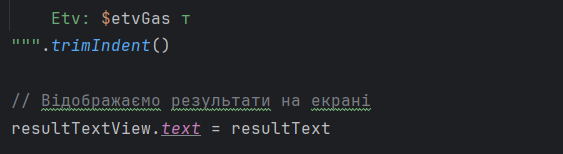 Etv: $etvGas т
""".trimIndent()
// Відображаємо результати на екрані
resultTextView.text = resultText